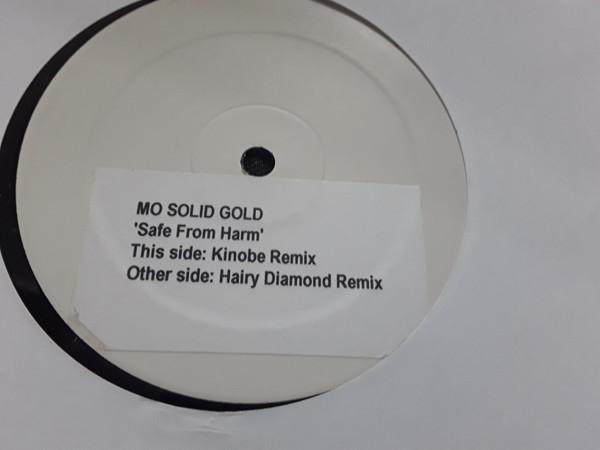 MO SOLID GOLD
'Safe From Harm'
This side: Kinobe Remix
Other side: Hairy Diamond Remix